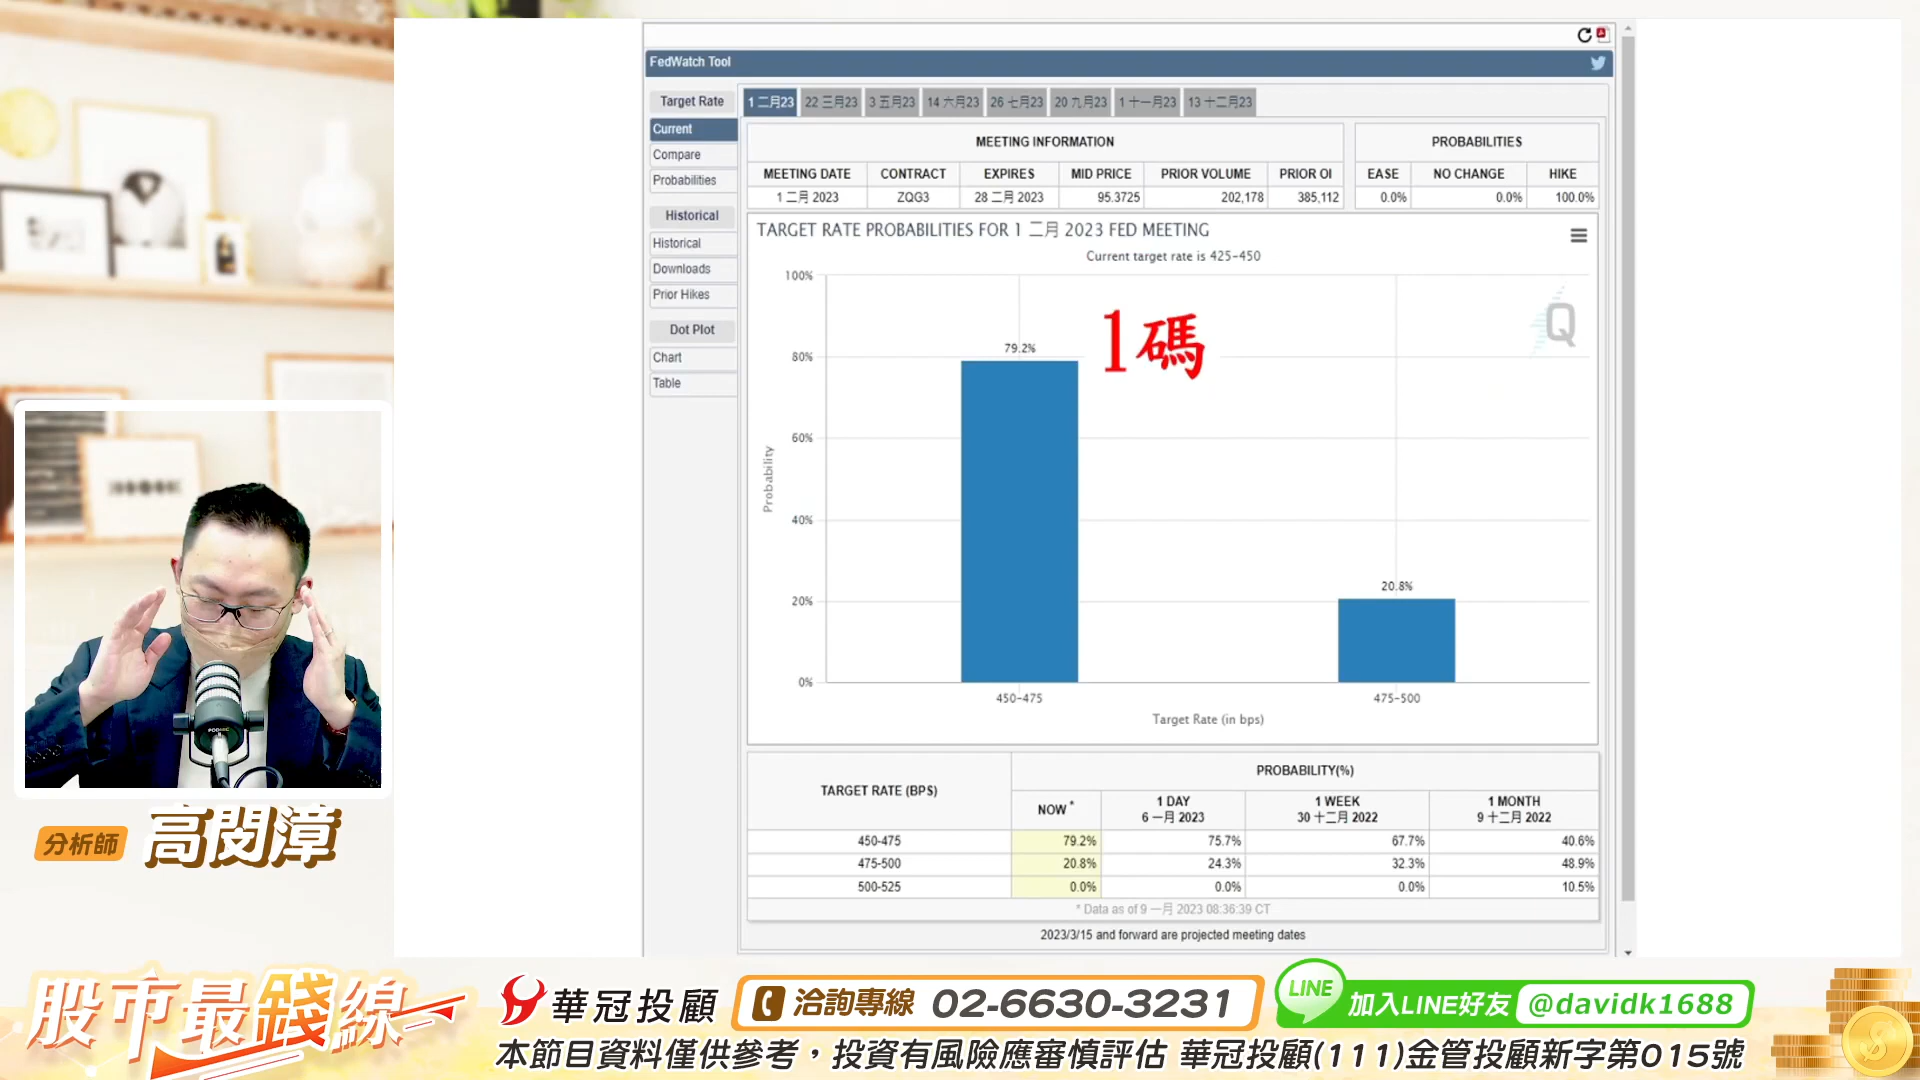 FedWatch Tool
Target Rate
Current
Compare
Probabilities
Historical
Historical
Downloads
Prior Hikes
Dot Plot
Chart
Table
1 二月23 22 三月23 3 五月23 14 六月23 26 七月23 20 九月23 1 十一月23 13 十二月23
MEETING INFORMATION
MEETING DATE CONTRACT EXPIRES MID PRICE PRIOR VOLUME PRIOR OI
1 二月 2023 ZQG3 28 二月 2023 95.3725 202,178 385,112
PROBABILITIES
EASE NO CHANGE HIKE
0.0% 0.0% 100.0%
TARGET RATE PROBABILITIES FOR 1 二月 2023 FED MEETING
Current target rate is 425-450
Q
1碼
Probability
100%
80%
60%
40%
20%
0%
79.2%
20.8%
450-475 475-500
Target Rate (in bps)
TARGET RATE (BPS) PROBABILITY(%)
NOW * 1 DAY 1 WEEK 1 MONTH
6 一月 2023 30 十二月 2022 9 十二月 2022
450-475 79.2% 75.7% 67.7% 40.6%
475-500 20.8% 24.3% 32.3% 48.9%
500-525 0.0% 0.0% 0.0% 10.5%
* Data as of 9 一月 2023 08:36:39 CT
2023/3/15 and forward are projected meeting dates
分析師 高閔漳
股市最錢線
華冠投顧 洽詢專線 02-6630-3231 LINE 加入LINE好友 @davidk1688
本節目資料僅供參考，投資有風險應審慎評估 華冠投顧(111)金管投顧新字第015號